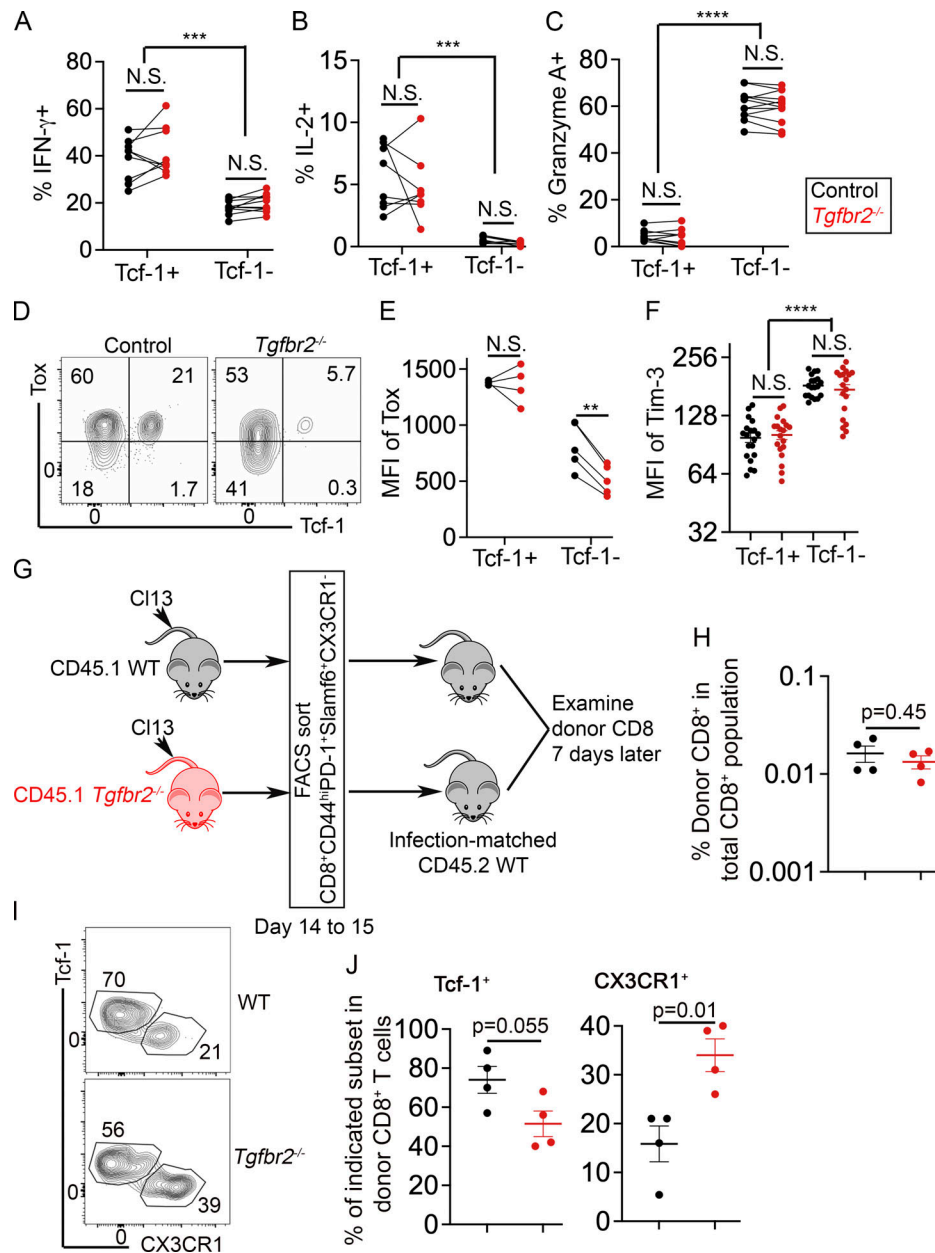 A
***
N.S.
N.S.
% IFN-γ+
80
60
40
20
0
Tcf-1+ Tcf-1-
B
***
N.S.
N.S.
% IL-2+
15
10
5
0
Tcf-1+ Tcf-1-
C
****
N.S.
N.S.
% Granzyme A+
80
60
40
20
0
Tcf-1+ Tcf-1-
Control
Tgfbr2-/-
D
Control
Tgfbr2-/-
60 21
18 1.7
53 5.7
41 0.3
Tox
0
0 0
Tcf-1
E
N.S.
**
MFI of Tox
1500
1000
500
0
Tcf-1+ Tcf-1-
F
****
N.S.
N.S.
MFI of Tim-3
256
128
64
32
Tcf-1+ Tcf-1-
G
Cl13
CD45.1 WT
Cl13
CD45.1 Tgfbr2-/-
FACS sort
CD8+CD44hiPD-1+Slamf6+CX3CR1-
Day 14 to 15
Infection-matched
CD45.2 WT
Examine
donor CD8
7 days later
H
p=0.45
% Donor CD8+ in
total CD8+ population
0.1
0.01
0.001
I
Tcf-1
70
21
0
WT
56
39
0
Tgfbr2-/-
0
CX3CR1
J
% of indicated subset in
donor CD8+ T cells
Tcf-1+
p=0.055
100
80
60
40
20
0
CX3CR1+
p=0.01
40
30
20
10
0